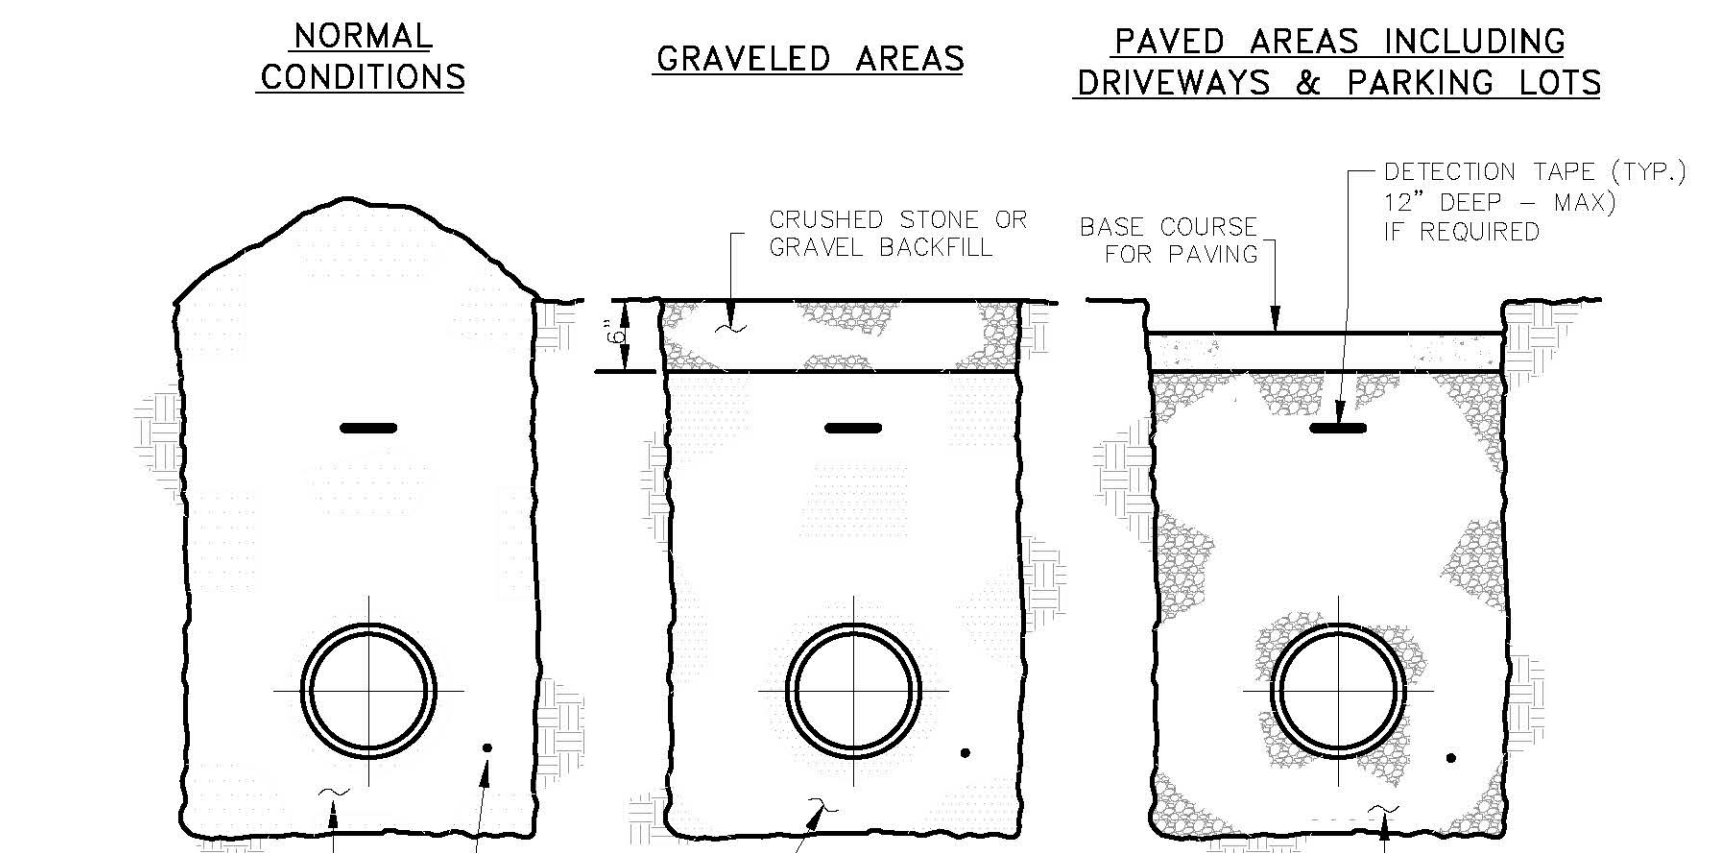 NORMAL
CONDITIONS
GRAVELED AREAS
PAVED AREAS INCLUDING
DRIVEWAYS & PARKING LOTS
CRUSHED STONE OR
GRAVEL BACKFILL
BASE COURSE
FOR PAVING
DETECTION TAPE (TYP.)
12" DEEP – MAX)
IF REQUIRED
6"